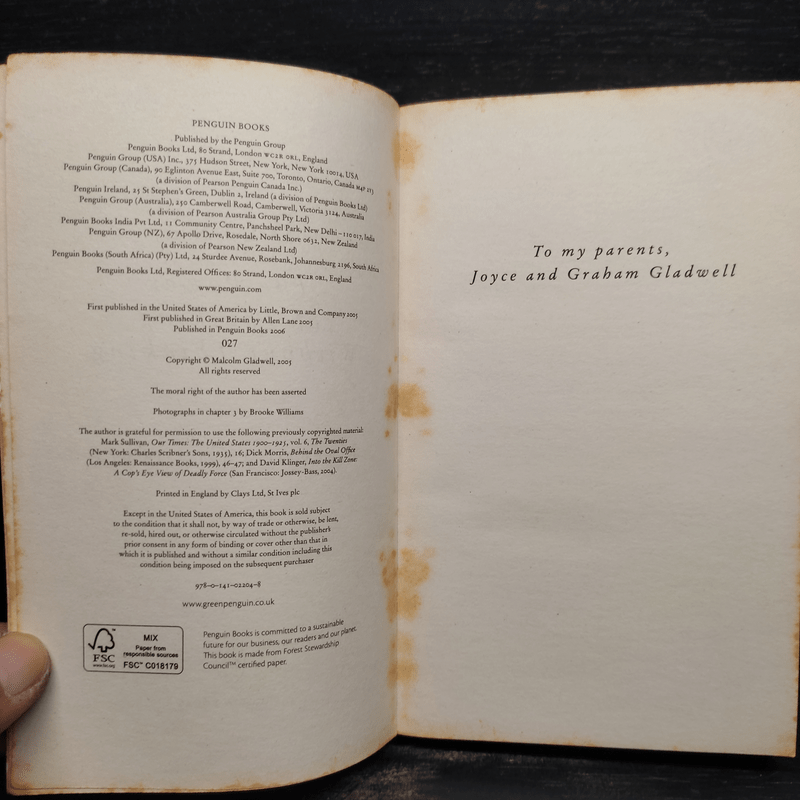 PENGUIN BOOKS
Published by the Penguin Group
Penguin Books Ltd, 80 Strand, London WC2R 0RL, England
Penguin Group (USA) Inc., 375 Hudson Street, New York, New York 10014, USA
Penguin Group (Canada), 90 Eglinton Avenue East, Suite 700, Toronto, Ontario, Canada M4P 2Y3
(a division of Pearson Penguin Canada Inc.)
Penguin Ireland, 25 St Stephen's Green, Dublin 2, Ireland (a division of Penguin Books Ltd)
Penguin Group (Australia), 250 Camberwell Road, Camberwell, Victoria 3124, Australia
(a division of Pearson Australia Group Pty Ltd)
Penguin Books India Pvt Ltd, 11 Community Centre, Panchsheel Park, New Delhi – 110 017, India
Penguin Group (NZ), 67 Apollo Drive, Rosedale, North Shore 0632, New Zealand
(a division of Pearson New Zealand Ltd)
Penguin Books (South Africa) (Pty) Ltd, 24 Sturdee Avenue, Rosebank, Johannesburg 2196, South Africa
Penguin Books Ltd, Registered Offices: 80 Strand, London WC2R 0RL, England
www.penguin.com
First published in the United States of America by Little, Brown and Company 2005
First published in Great Britain by Allen Lane 2005
Published in Penguin Books 2006
027
Copyright © Malcolm Gladwell, 2005
All rights reserved
The moral right of the author has been asserted
Photographs in chapter 3 by Brooke Williams
The author is grateful for permission to use the following previously copyrighted material:
Mark Sullivan, Our Times: The United States 1900–1925, vol. 6, The Twenties
(New York: Charles Scribner's Sons, 1935), 16; Dick Morris, Behind the Oval Office
(Los Angeles: Renaissance Books, 1999), 46–47; and David Klinger, Into the Kill Zone:
A Cop's Eye View of Deadly Force (San Francisco: Jossey-Bass, 2004).
Printed in England by Clays Ltd, St Ives plc
Except in the United States of America, this book is sold subject
to the condition that it shall not, by way of trade or otherwise, be lent,
re-sold, hired out, or otherwise circulated without the publisher's
prior consent in any form of binding or cover other than that in
which it is published and without a similar condition including this
condition being imposed on the subsequent purchaser
978-0-141-02204-8
www.greenpenguin.co.uk
FSC
www.fsc.org
MIX
Paper from
responsible sources
FSC™ C018179
Penguin Books is committed to a sustainable
future for our business, our readers and our planet.
This book is made from Forest Stewardship
Council™ certified paper.
To my parents,
Joyce and Graham Gladwell